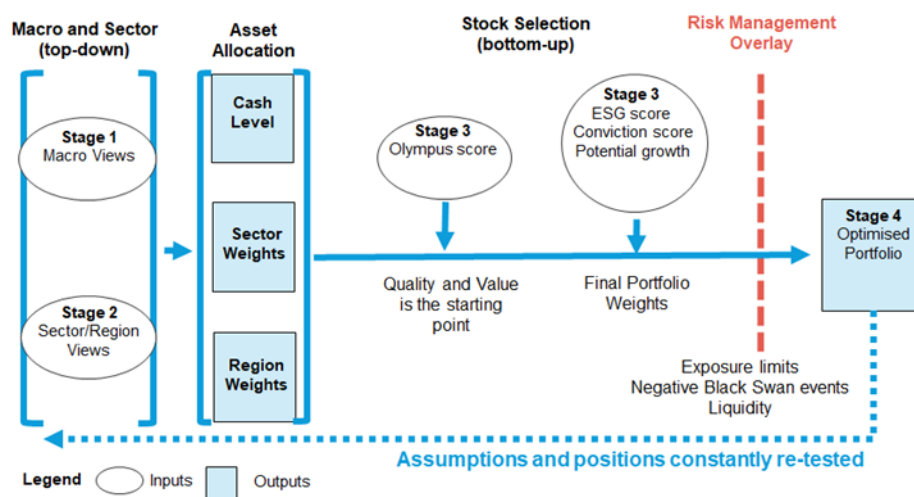 Macro and Sector
(top-down)
Asset
Allocation
Stock Selection
(bottom-up)
Risk Management
Overlay
Stage 1
Macro Views
Stage 2
Sector/Region
Views
Cash
Level
Sector
Weights
Region
Weights
Stage 3
Olympus score
Quality and Value
is the starting
point
Stage 3
ESG score
Conviction score
Potential growth
Final Portfolio
Weights
Exposure limits
Negative Black Swan events
Liquidity
Stage 4
Optimised
Portfolio
Assumptions and positions constantly re-tested
Legend
Inputs
Outputs